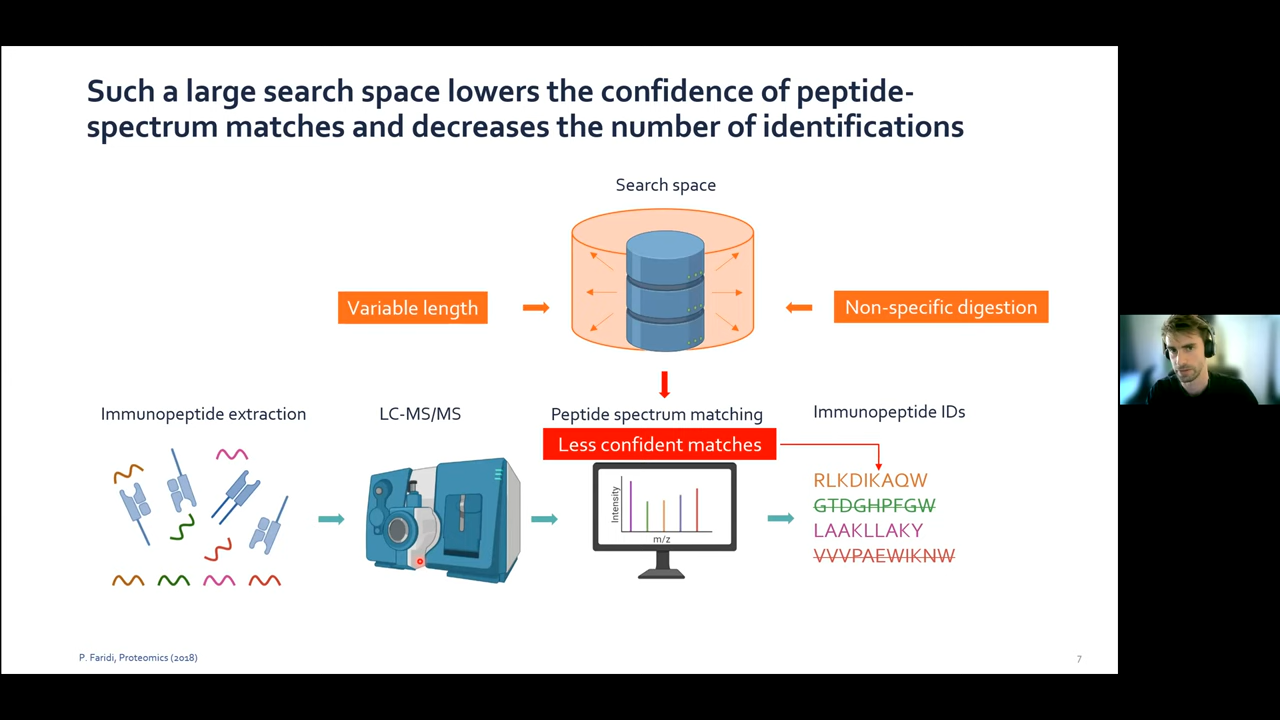 Such a large search space lowers the confidence of peptide-
spectrum matches and decreases the number of identifications
Search space
Variable length
Non-specific digestion
Immunopeptide extraction
LC-MS/MS
Peptide spectrum matching
Immunopeptide IDs
Less confident matches
Intensity
m/z
RLKDIKAQW
GTDGHPFGW
LAAKLLAKY
VVVPAEWIKNW
P. Faridi, Proteomics (2018)
7